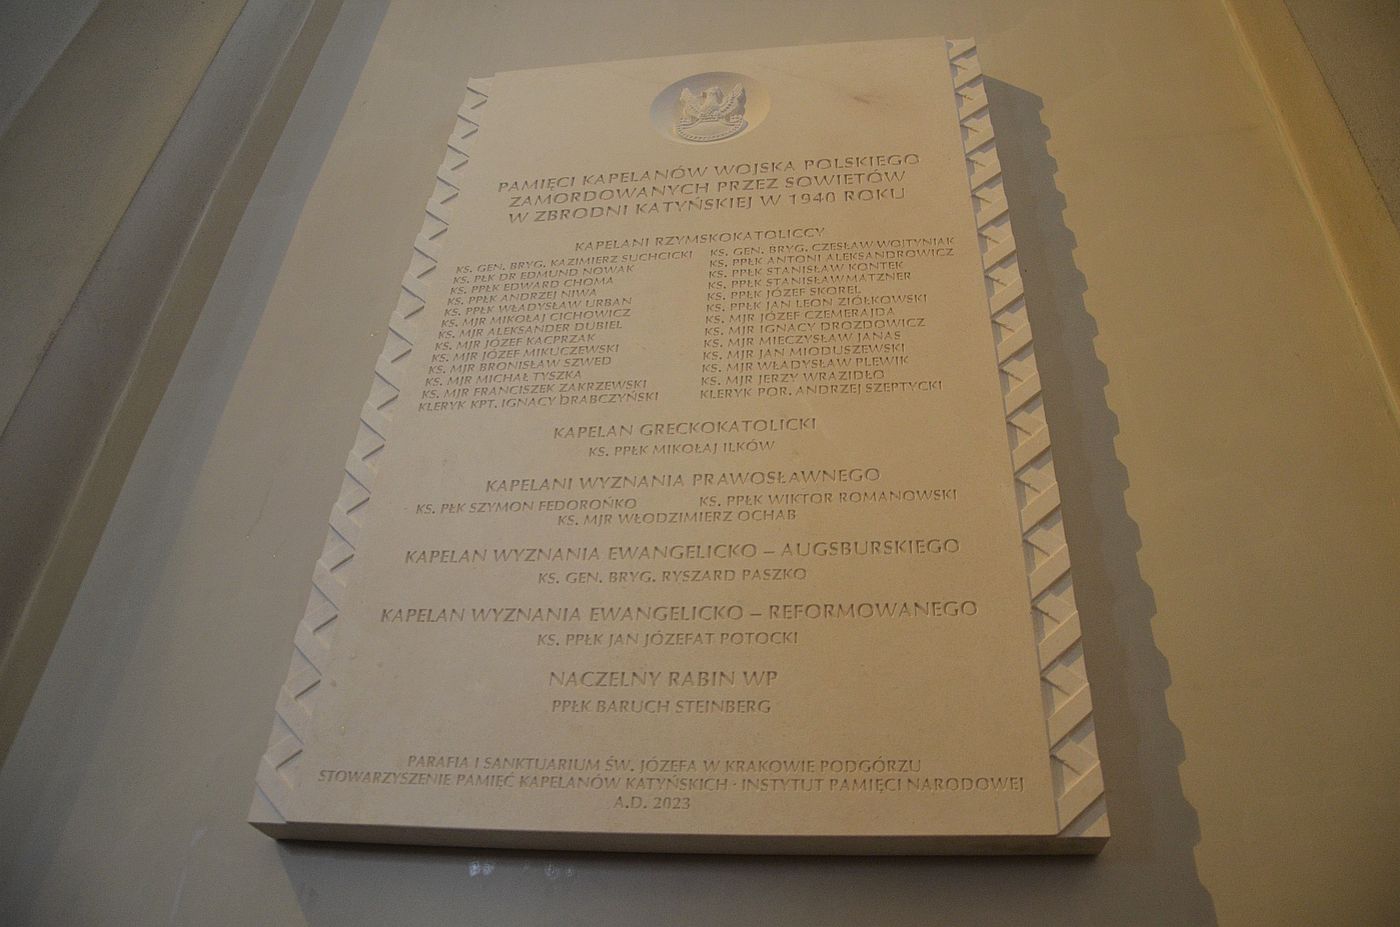 PAMIĘCI KAPELANÓW WOJSKA POLSKIEGO
ZAMORDOWANYCH PRZEZ SOWIETÓW
W ZBRODNI KATYŃSKIEJ W 1940 ROKU
KAPELANI RZYMSKOKATOLICCY
KS. GEN. BRYG. KAZIMIERZ SUCHCICKI
KS. PŁK DR EDMUND NOWAK
KS. PPŁK EDWARD CHOMA
KS. PPŁK ANDRZEJ NIWA
KS. PPŁK WŁADYSŁAW URBAN
KS. MJR MIKOŁAJ CICHOWICZ
KS. MJR ALEKSANDER DUBIEL
KS. MJR JÓZEF KACPRZAK
KS. MJR JÓZEF MIKUCZEWSKI
KS. MJR BRONISŁAW SZWED
KS. MJR MICHAŁ TYSZKA
KS. MJR FRANCISZEK ZAKRZEWSKI
KLERYK KPT. IGNACY DRABCZYŃSKI
KS. GEN. BRYG. CZESŁAW WOJTYNIAK
KS. PPŁK ANTONI ALEKSANDROWICZ
KS. PPŁK STANISŁAW KONTEK
KS. PPŁK STANISŁAW MATZNER
KS. PPŁK JÓZEF SKOREL
KS. PPŁK JAN LEON ZIÓŁKOWSKI
KS. MJR JÓZEF CZEMERAJDA
KS. MJR IGNACY DROZDOWICZ
KS. MJR MIECZYSŁAW JANAS
KS. MJR JAN MIODUSZEWSKI
KS. MJR WŁADYSŁAW PLEWIK
KS. MJR JERZY WRAZIDŁO
KLERYK POR. ANDRZEJ SZEPTYCKI
KAPELAN GRECKOKATOLICKI
KS. PPŁK MIKOŁAJ ILKÓW
KAPELANI WYZNANIA PRAWOSŁAWNEGO
KS. PŁK SZYMON FEDOROŃKO
KS. PPŁK WIKTOR ROMANOWSKI
KS. MJR WŁODZIMIERZ OCHAB
KAPELAN WYZNANIA EWANGELICKO – AUGSBURSKIEGO
KS. GEN. BRYG. RYSZARD PASZKO
KAPELAN WYZNANIA EWANGELICKO – REFORMOWANEGO
KS. PPŁK JAN JÓZEFAT POTOCKI
NACZELNY RABIN WP
PPŁK BARUCH STEINBERG
PARAFIA I SANKTUARIUM ŚW. JÓZEFA W KRAKOWIE PODGÓRZU
STOWARZYSZENIE PAMIĘĆ KAPELANÓW KATYŃSKICH · INSTYTUT PAMIĘCI NARODOWEJ
A.D. 2023